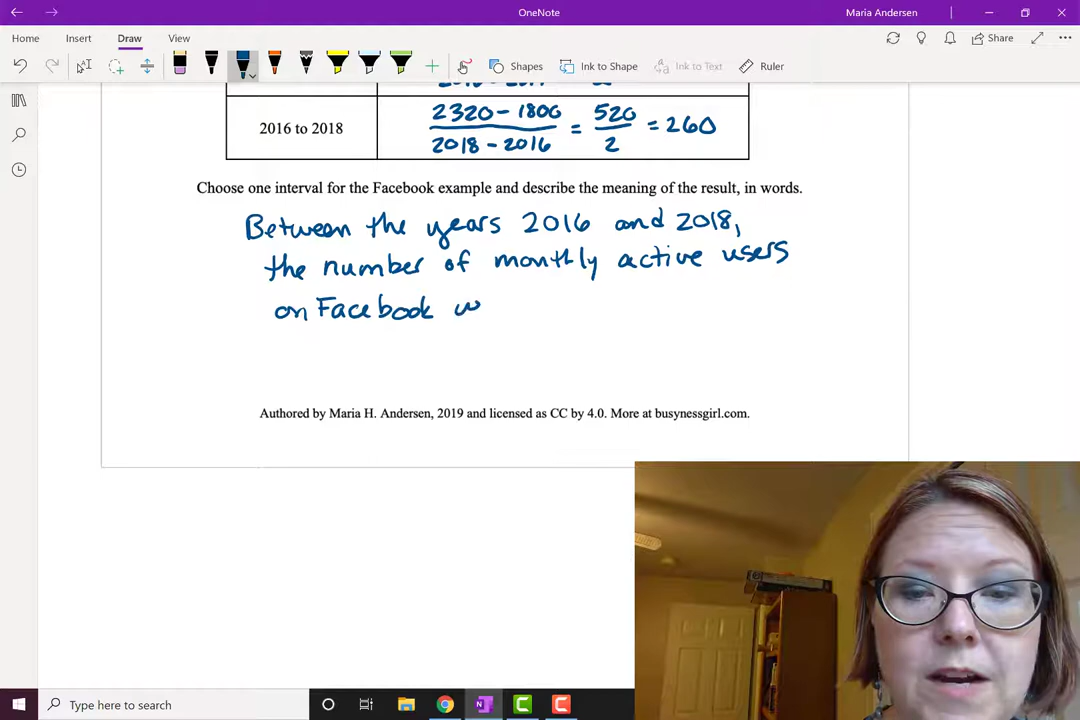 OneNote
Maria Andersen
Home Insert Draw View
Share
Shapes Ink to Shape Ink to Text Ruler
2016 to 2018
2320 - 1800 / 2018 - 2016 = 520 / 2 = 260
Choose one interval for the Facebook example and describe the meaning of the result, in words.
Between the years 2016 and 2018,
the number of monthly active users
on Facebook w
Authored by Maria H. Andersen, 2019 and licensed as CC by 4.0. More at busynessgirl.com.
Type here to search